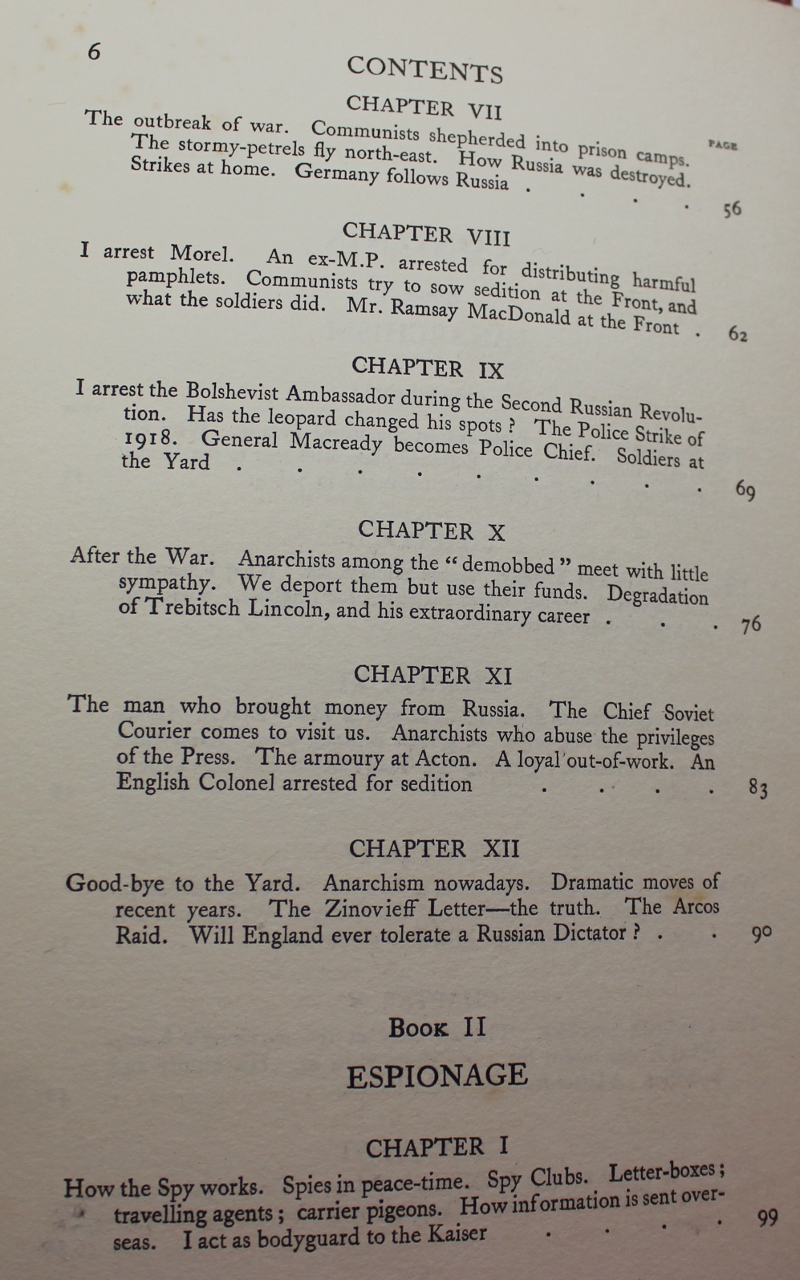 6
CONTENTS
CHAPTER VII
PAGE
The outbreak of war. Communists shepherded into prison camps.
The stormy-petrels fly north-east. How Russia was destroyed.
Strikes at home. Germany follows Russia . . . . 56
CHAPTER VIII
I arrest Morel. An ex-M.P. arrested for distributing harmful
pamphlets. Communists try to sow sedition at the Front, and
what the soldiers did. Mr. Ramsay MacDonald at the Front . 62
CHAPTER IX
I arrest the Bolshevist Ambassador during the Second Russian Revolu-
tion. Has the leopard changed his spots ? The Police Strike of
1918. General Macready becomes Police Chief. Soldiers at
the Yard . . . . . . . . . 69
CHAPTER X
After the War. Anarchists among the “ demobbed ” meet with little
sympathy. We deport them but use their funds. Degradation
of Trebitsch Lincoln, and his extraordinary career . . . 76
CHAPTER XI
The man who brought money from Russia. The Chief Soviet
Courier comes to visit us. Anarchists who abuse the privileges
of the Press. The armoury at Acton. A loyal out-of-work. An
English Colonel arrested for sedition . . . . 83
CHAPTER XII
Good-bye to the Yard. Anarchism nowadays. Dramatic moves of
recent years. The Zinovieff Letter—the truth. The Arcos
Raid. Will England ever tolerate a Russian Dictator ? . . 90
Book II
ESPIONAGE
CHAPTER I
How the Spy works. Spies in peace-time. Spy Clubs. Letter-boxes ;
travelling agents ; carrier pigeons. How information is sent over-
seas. I act as bodyguard to the Kaiser . . . . 99